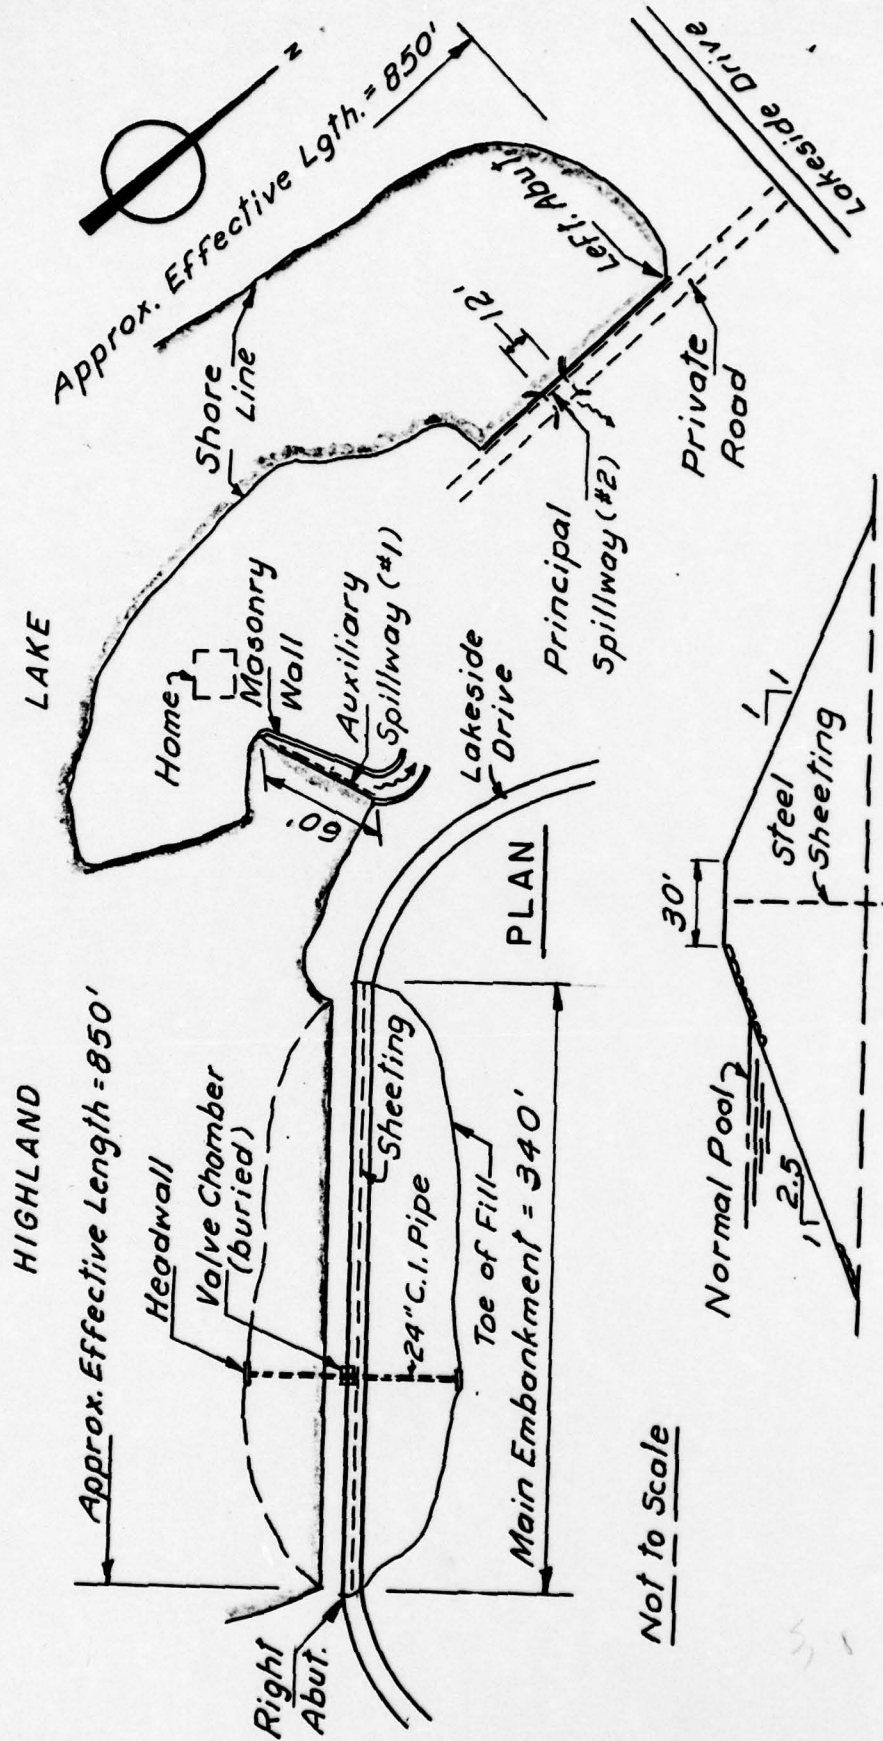 HIGHLAND
LAKE
N
Approx. Effective Length = 850'
Approx. Effective Lgth. = 850'
Headwall
Valve Chamber
(buried)
Home
Masonry
Wall
Shore
Line
Auxiliary
Spillway (#1)
60'
12'
Left. Abut
Right
Abut.
Sheeting
24" C.I. Pipe
Toe of Fill
Main Embankment = 340'
Lakeside
Drive
Principal
Spillway (#2)
Private
Road
Lakeside Drive
PLAN
Not to Scale
Normal Pool
30'
Steel
Sheeting
1
2.5
1
1